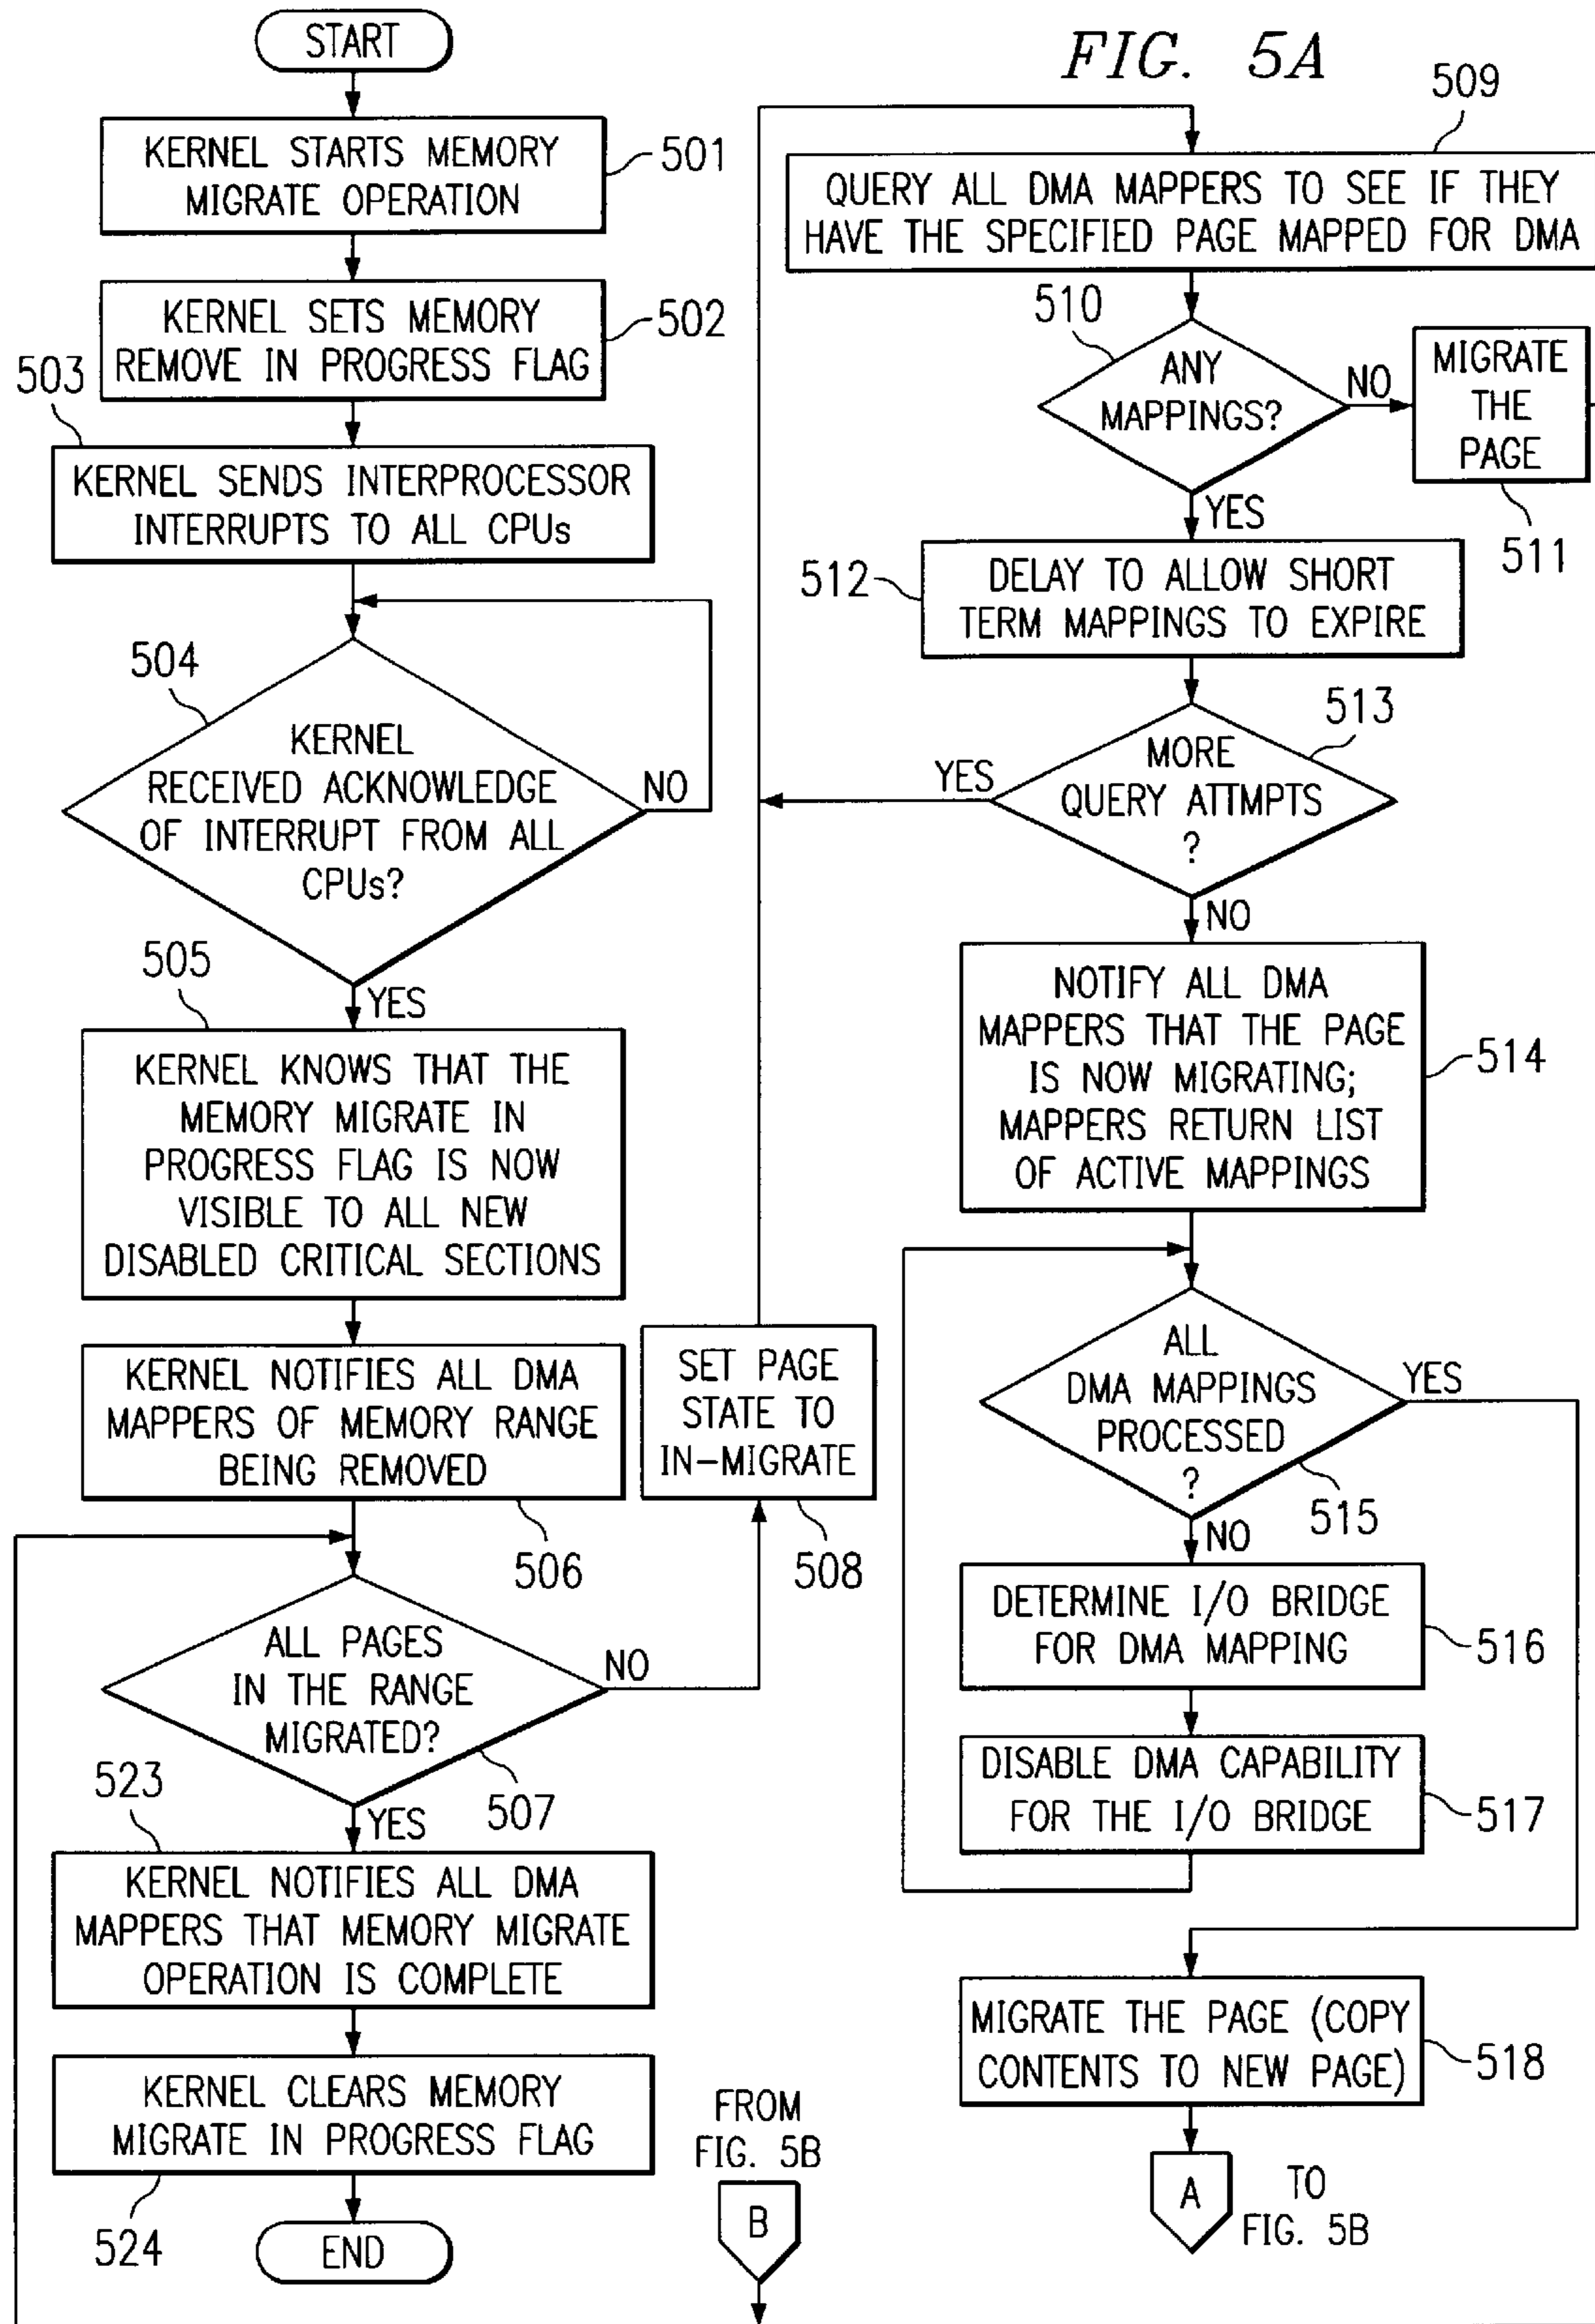 FIG. 5A
START
KERNEL STARTS MEMORY
MIGRATE OPERATION
501
KERNEL SETS MEMORY
REMOVE IN PROGRESS FLAG
502
503
KERNEL SENDS INTERPROCESSOR
INTERRUPTS TO ALL CPUs
504
KERNEL
RECEIVED ACKNOWLEDGE
OF INTERRUPT FROM ALL
CPUs?
NO
YES
505
KERNEL KNOWS THAT THE
MEMORY MIGRATE IN
PROGRESS FLAG IS NOW
VISIBLE TO ALL NEW
DISABLED CRITICAL SECTIONS
KERNEL NOTIFIES ALL DMA
MAPPERS OF MEMORY RANGE
BEING REMOVED
506
ALL PAGES
IN THE RANGE
MIGRATED?
NO
507
YES
523
KERNEL NOTIFIES ALL DMA
MAPPERS THAT MEMORY MIGRATE
OPERATION IS COMPLETE
KERNEL CLEARS MEMORY
MIGRATE IN PROGRESS FLAG
524
END
SET PAGE
STATE TO
IN-MIGRATE
508
509
QUERY ALL DMA MAPPERS TO SEE IF THEY
HAVE THE SPECIFIED PAGE MAPPED FOR DMA
510
ANY
MAPPINGS?
NO
MIGRATE
THE
PAGE
511
YES
512
DELAY TO ALLOW SHORT
TERM MAPPINGS TO EXPIRE
513
MORE
QUERY ATTMPTS
?
YES
NO
NOTIFY ALL DMA
MAPPERS THAT THE PAGE
IS NOW MIGRATING;
MAPPERS RETURN LIST
OF ACTIVE MAPPINGS
514
ALL
DMA MAPPINGS
PROCESSED
?
YES
515
NO
DETERMINE I/O BRIDGE
FOR DMA MAPPING
516
DISABLE DMA CAPABILITY
FOR THE I/O BRIDGE
517
MIGRATE THE PAGE (COPY
CONTENTS TO NEW PAGE)
518
A
TO
FIG. 5B
FROM
FIG. 5B
B